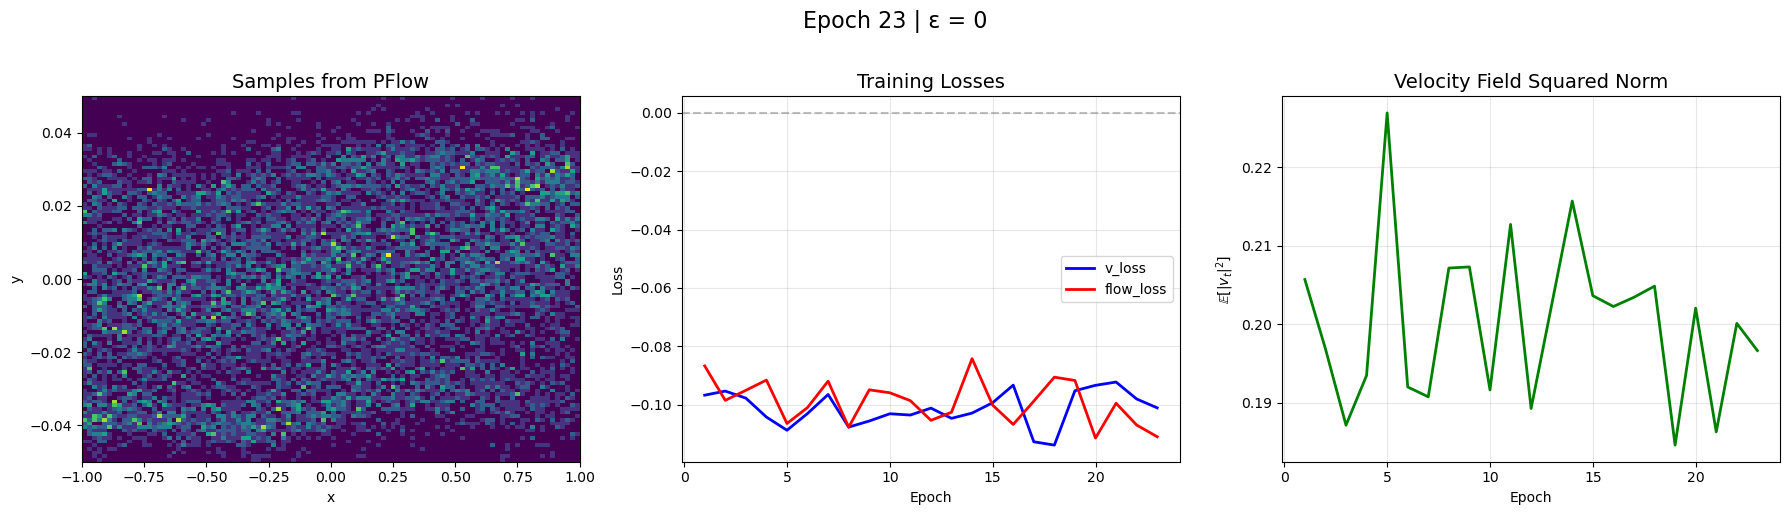 Epoch 23 | ε = 0
Samples from PFlow
y
0.04
0.02
0.00
−0.02
−0.04
−1.00 −0.75 −0.50 −0.25 0.00 0.25 0.50 0.75 1.00
x
Training Losses
Loss
0.00
−0.02
−0.04
−0.06
−0.08
−0.10
v_loss
flow_loss
0 5 10 15 20
Epoch
Velocity Field Squared Norm
𝔼[|v_t|²]
0.22
0.21
0.20
0.19
0 5 10 15 20
Epoch